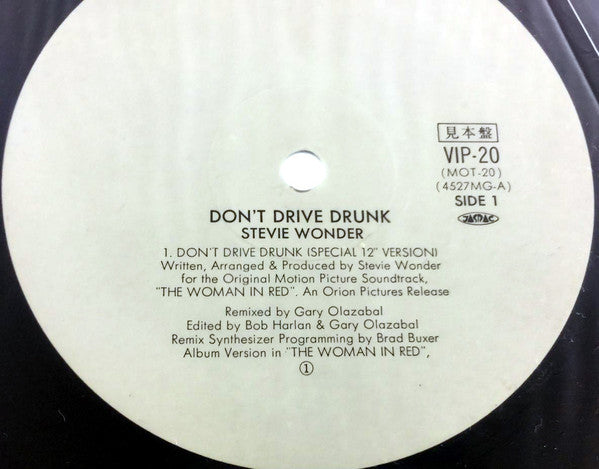 見本盤
VIP-20
(MOT-20)
(4527MG-A)
SIDE 1
JASRAC
DON'T DRIVE DRUNK
STEVIE WONDER
1. DON'T DRIVE DRUNK (SPECIAL 12" VERSION)
Written, Arranged & Produced by Stevie Wonder
for the Original Motion Picture Soundtrack,
"THE WOMAN IN RED". An Orion Pictures Release
Remixed by Gary Olazabal
Edited by Bob Harlan & Gary Olazabal
Remix Synthesizer Programming by Brad Buxer
Album Version in "THE WOMAN IN RED",
①